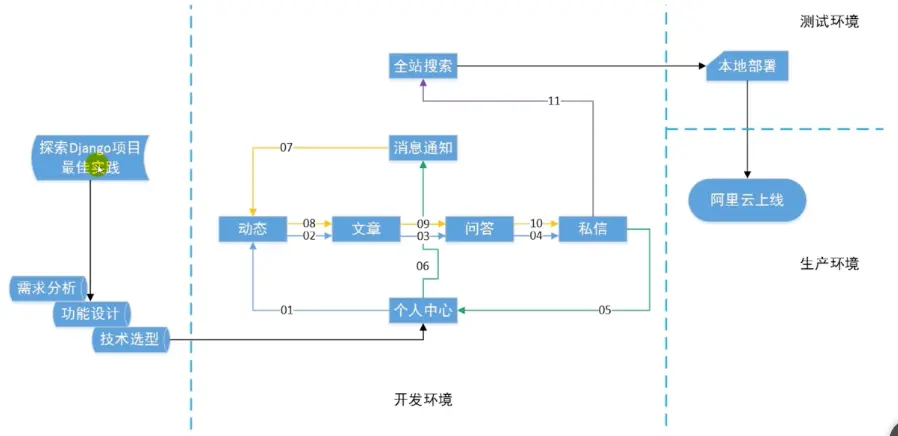 测试环境
全站搜索
本地部署
11
探索Django项目
最佳实践
07
消息通知
阿里云上线
动态
08
02
文章
09
03
问答
10
04
私信
生产环境
06
需求分析
功能设计
技术选型
01
个人中心
05
开发环境